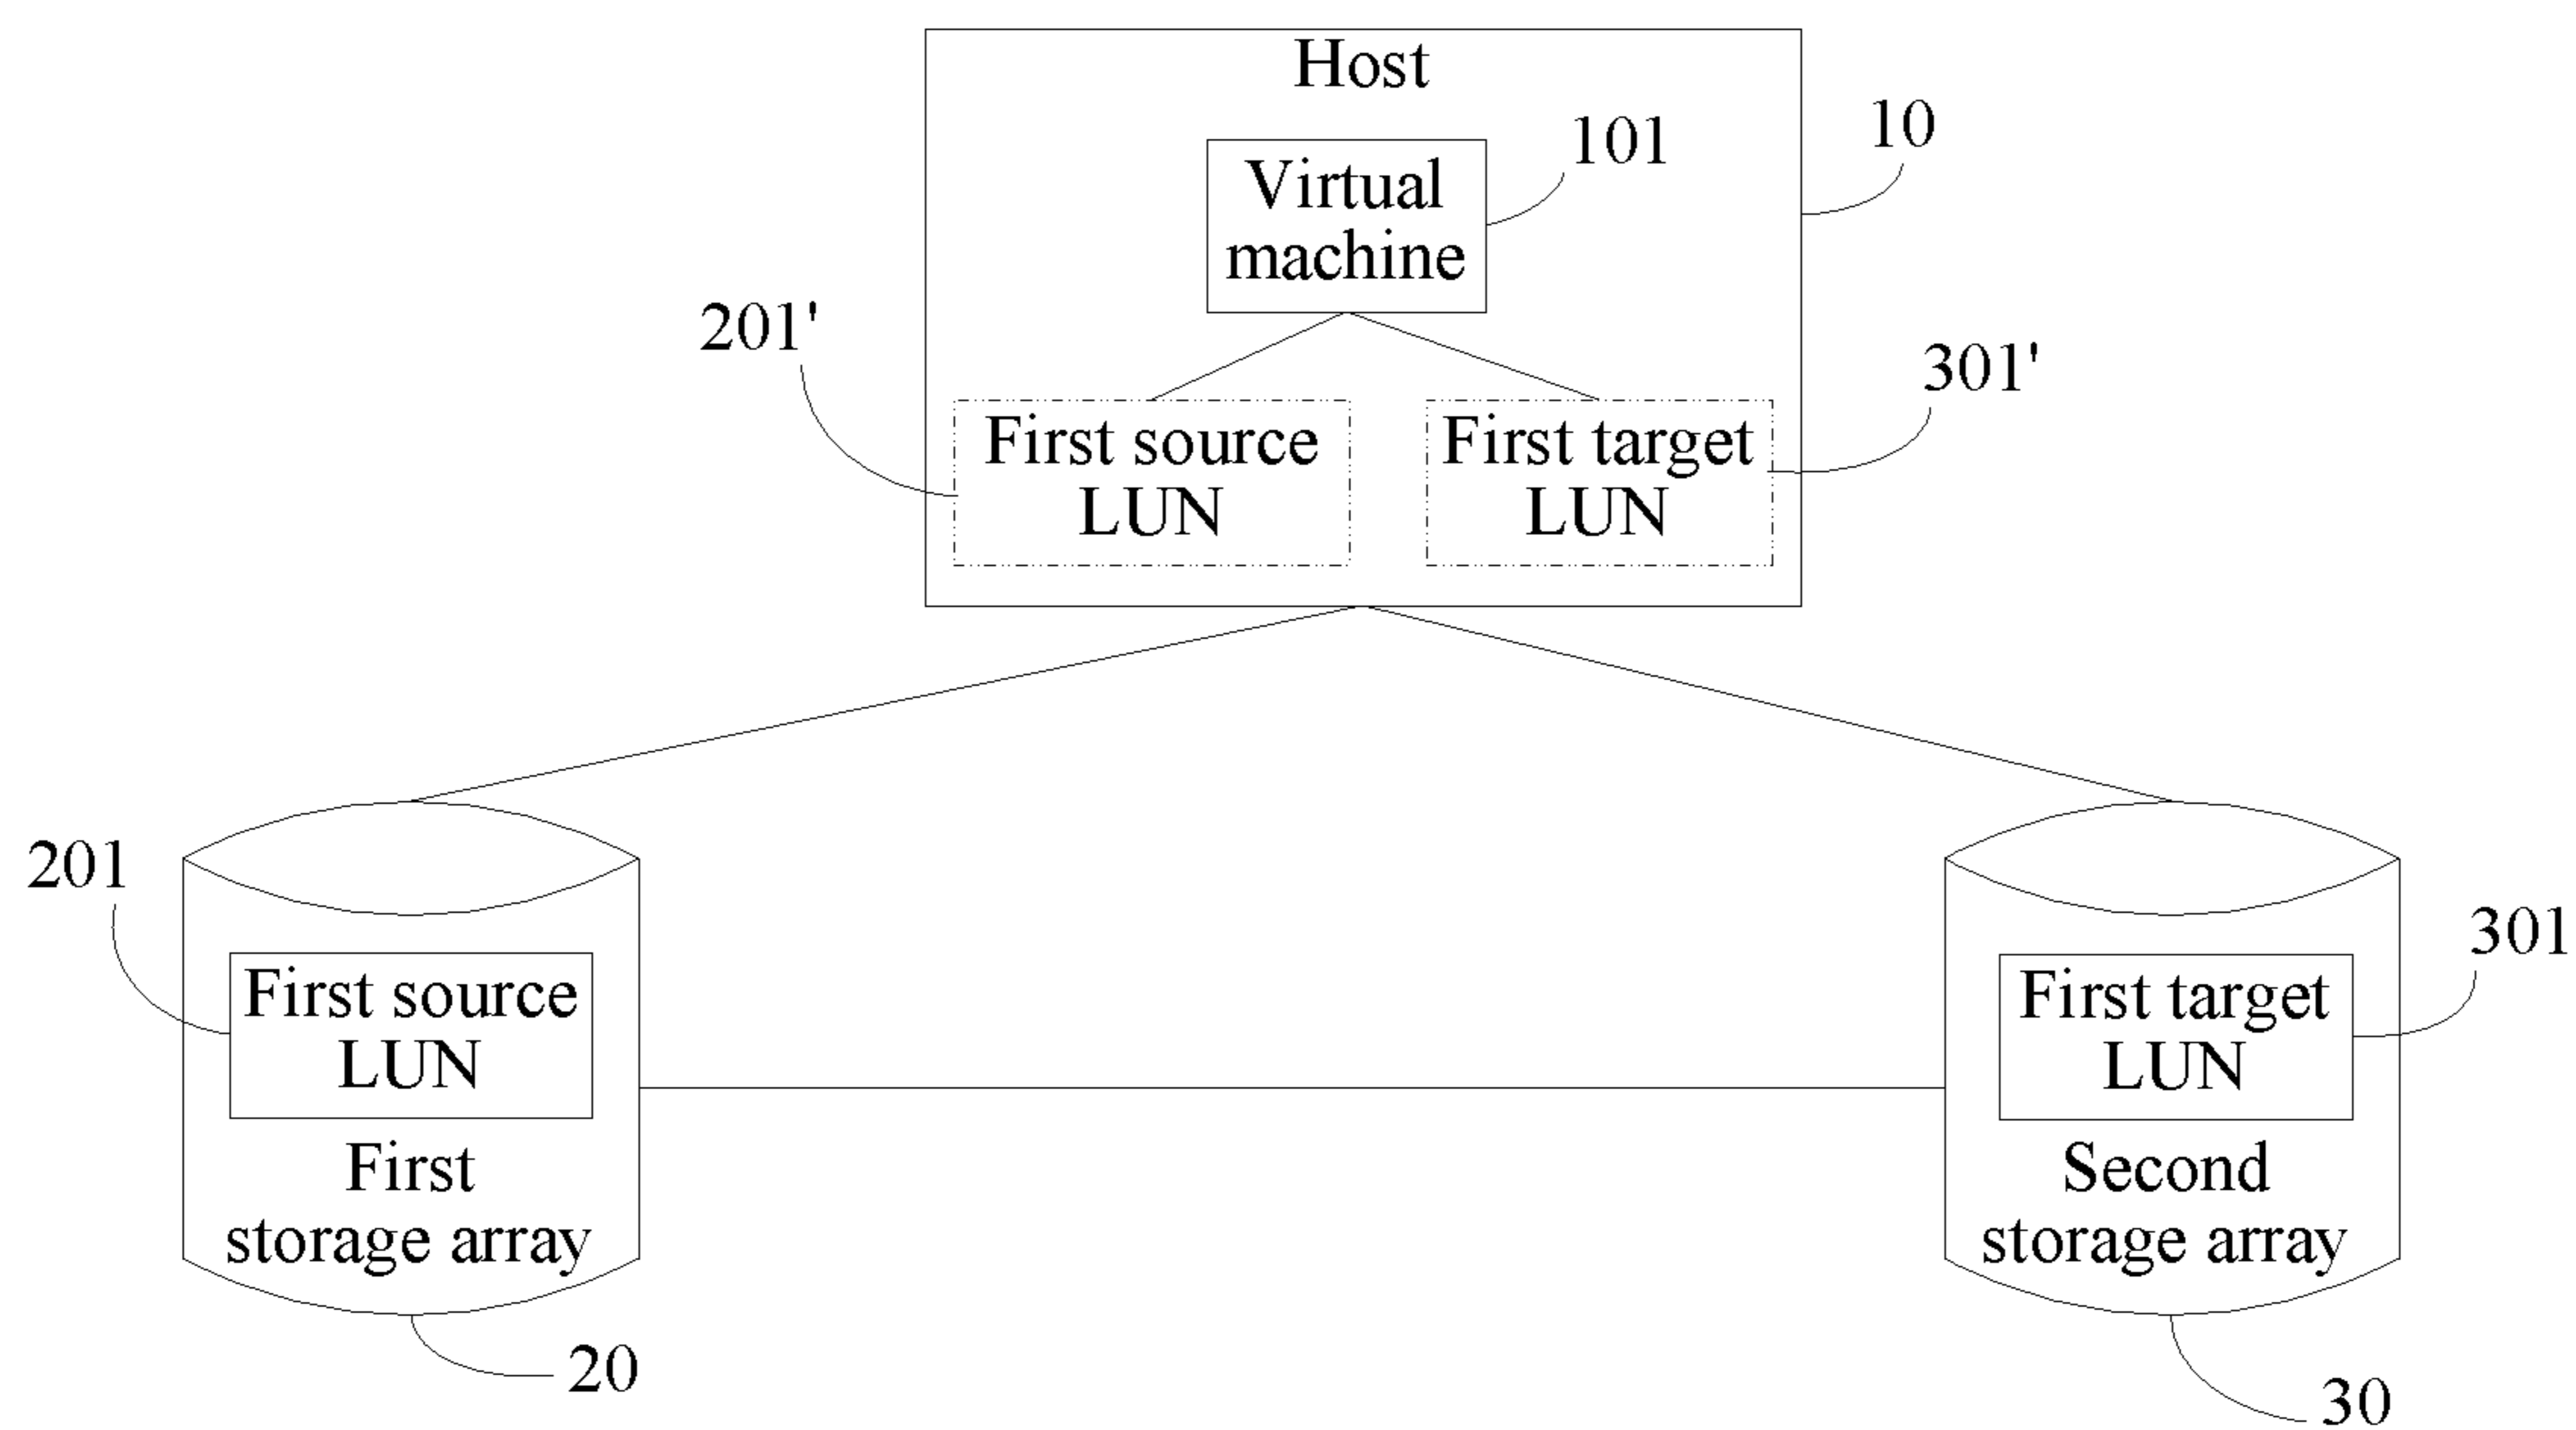 Host
10
101
Virtual
machine
201'
301'
First source
LUN
First target
LUN
201
First source
LUN
First
storage array
20
301
First target
LUN
Second
storage array
30